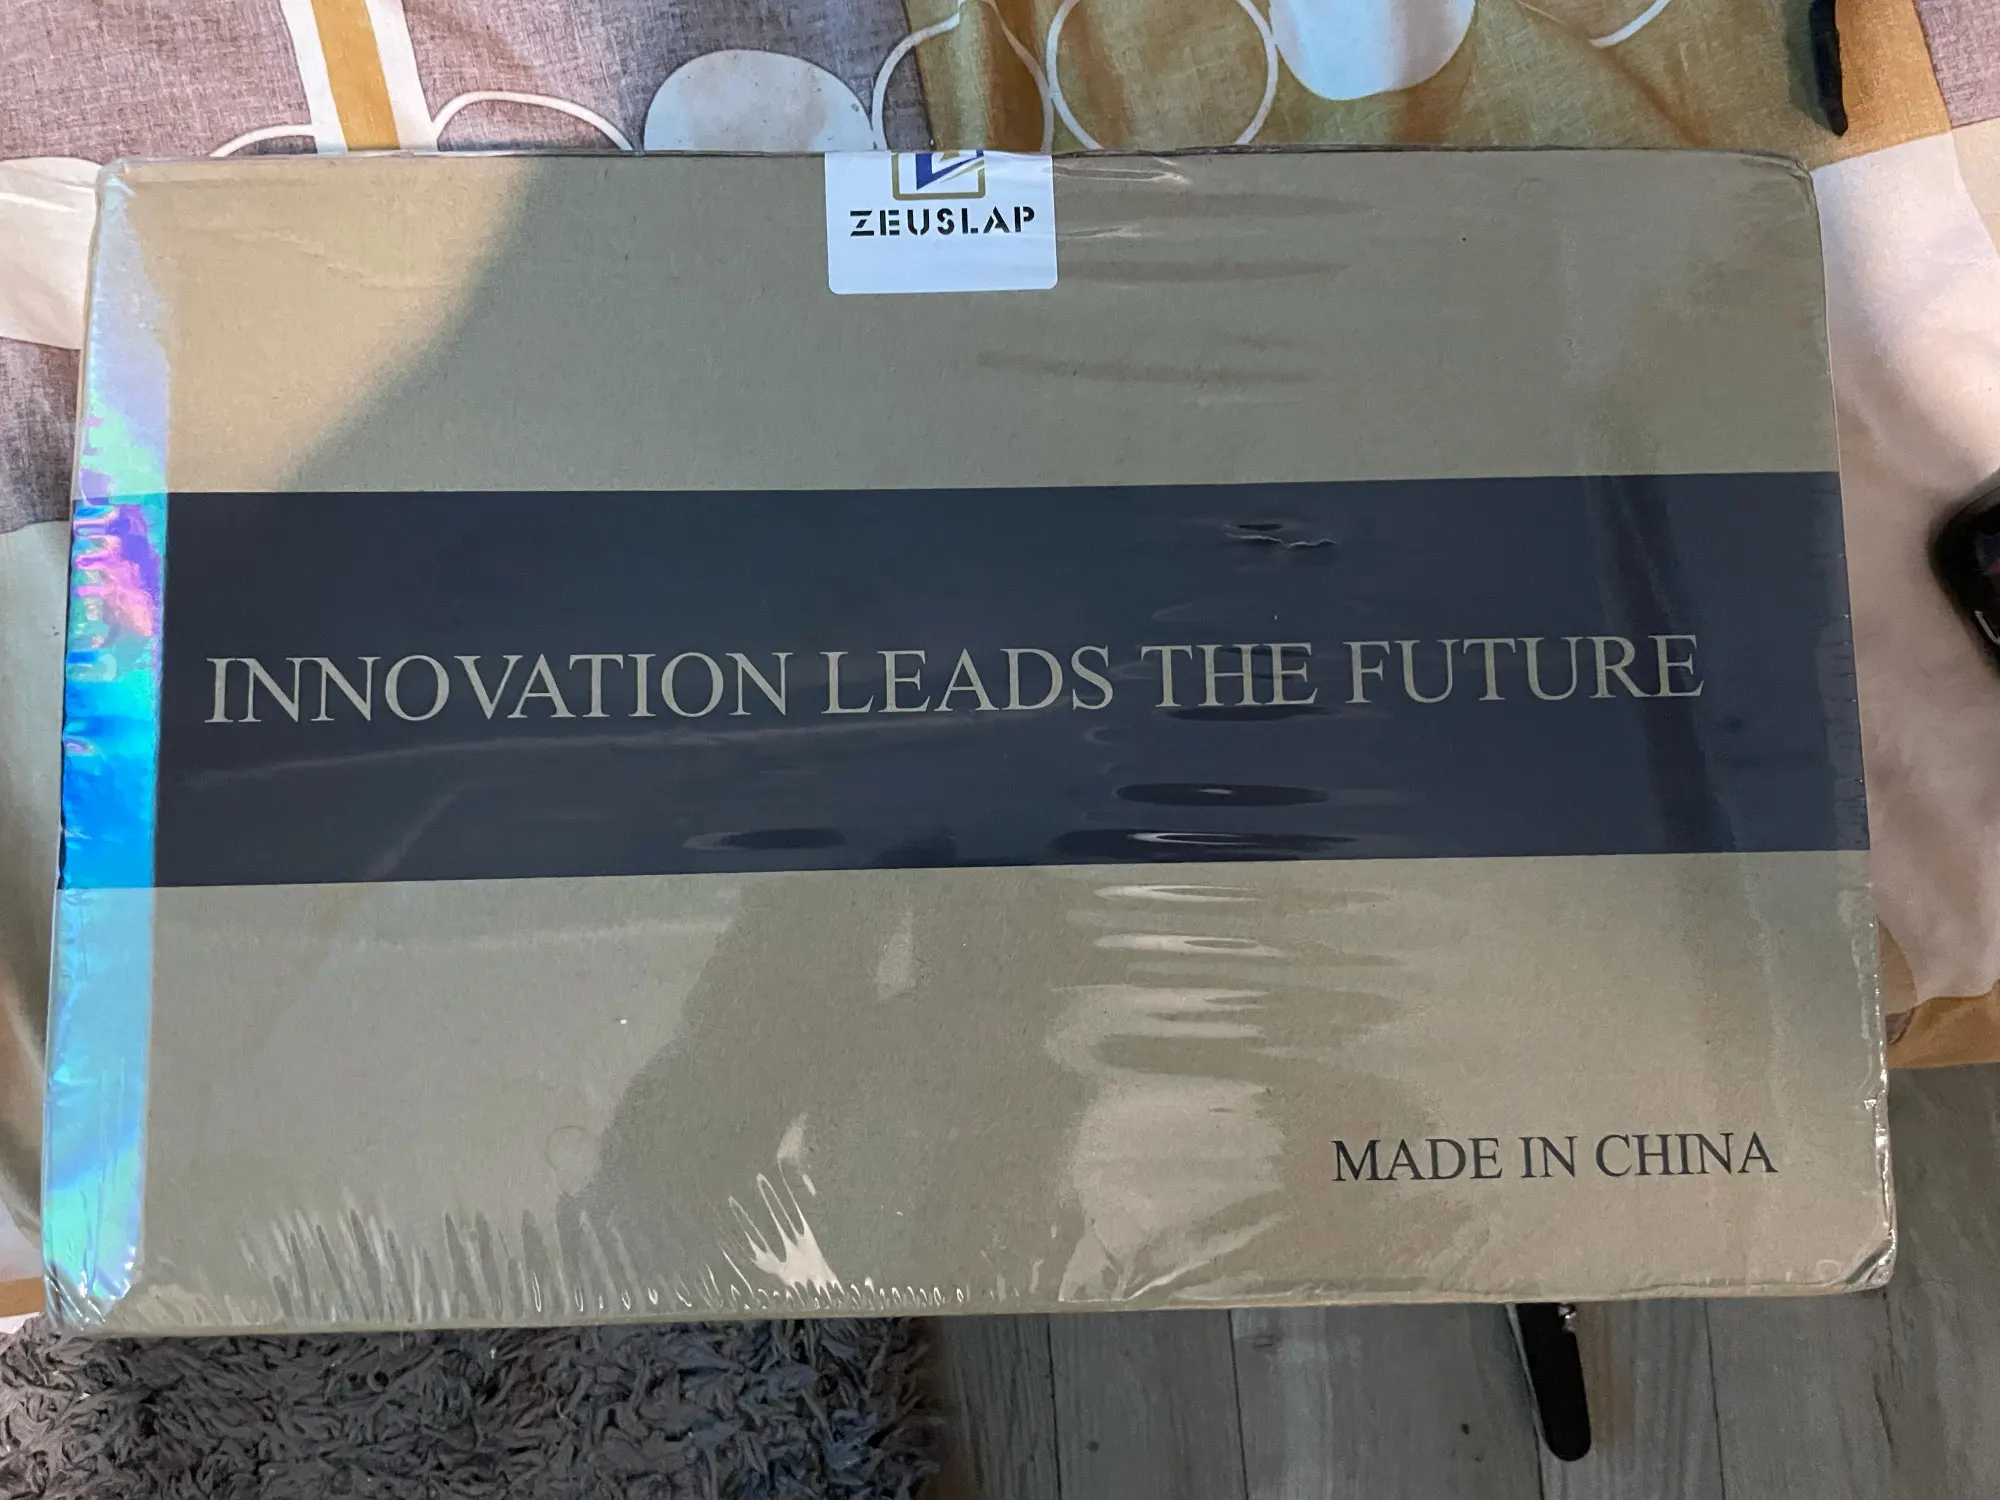 ZEUSLAP
INNOVATION LEADS THE FUTURE
MADE IN CHINA